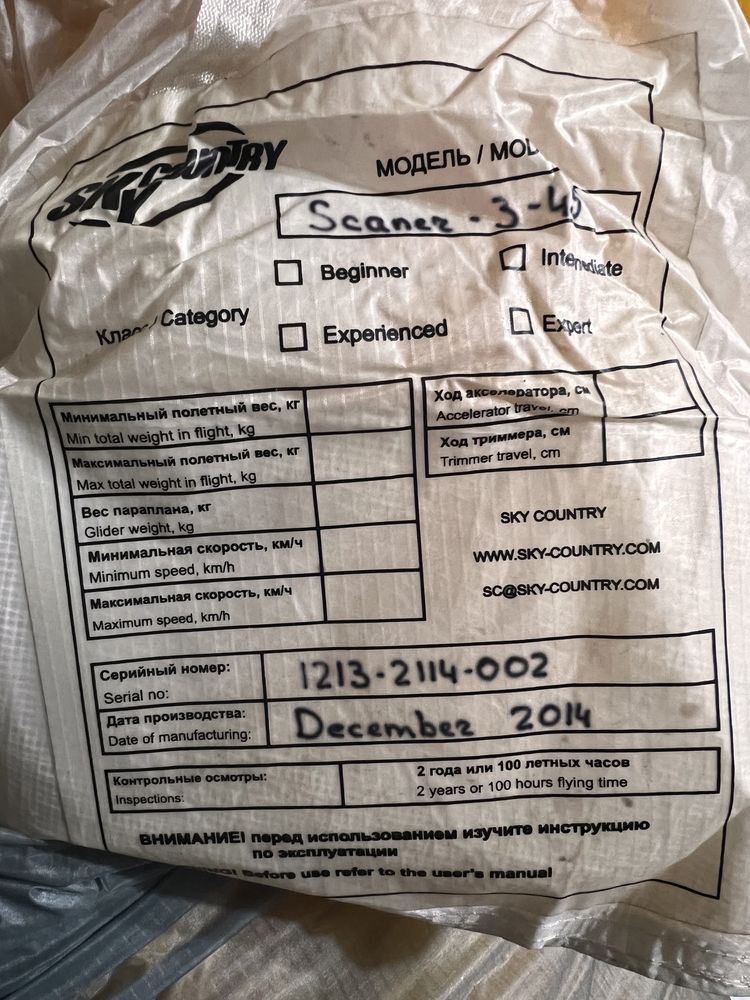 SKY COUNTRY
МОДЕЛЬ /
Scaner - 3 - 45
Beginner
Intermediate
Category
Experienced
Expert
Минимальный полетный вес, кг
Min total weight in flight, kg
Максимальный полетный вес, кг
Max total weight in flight, kg
Вес параплана, кг
Glider weight, kg
Минимальная скорость, км/ч
Minimum speed, km/h
Максимальная скорость, км/ч
Maximum speed, km/h
Ход акселератора, см
Accelerator travel, cm
Ход триммера, см
Trimmer travel, cm
SKY COUNTRY
WWW.SKY-COUNTRY.COM
SC@SKY-COUNTRY.COM
Серийный номер:
Serial no:
1213-2114-002
Дата производства:
Date of manufacturing:
December 2014
Контрольные осмотры:
Inspections:
2 года или 100 летных часов
2 years or 100 hours flying time
ВНИМАНИЕ! перед использованием изучите инструкцию
по эксплуатации
Before use refer to the user's manual